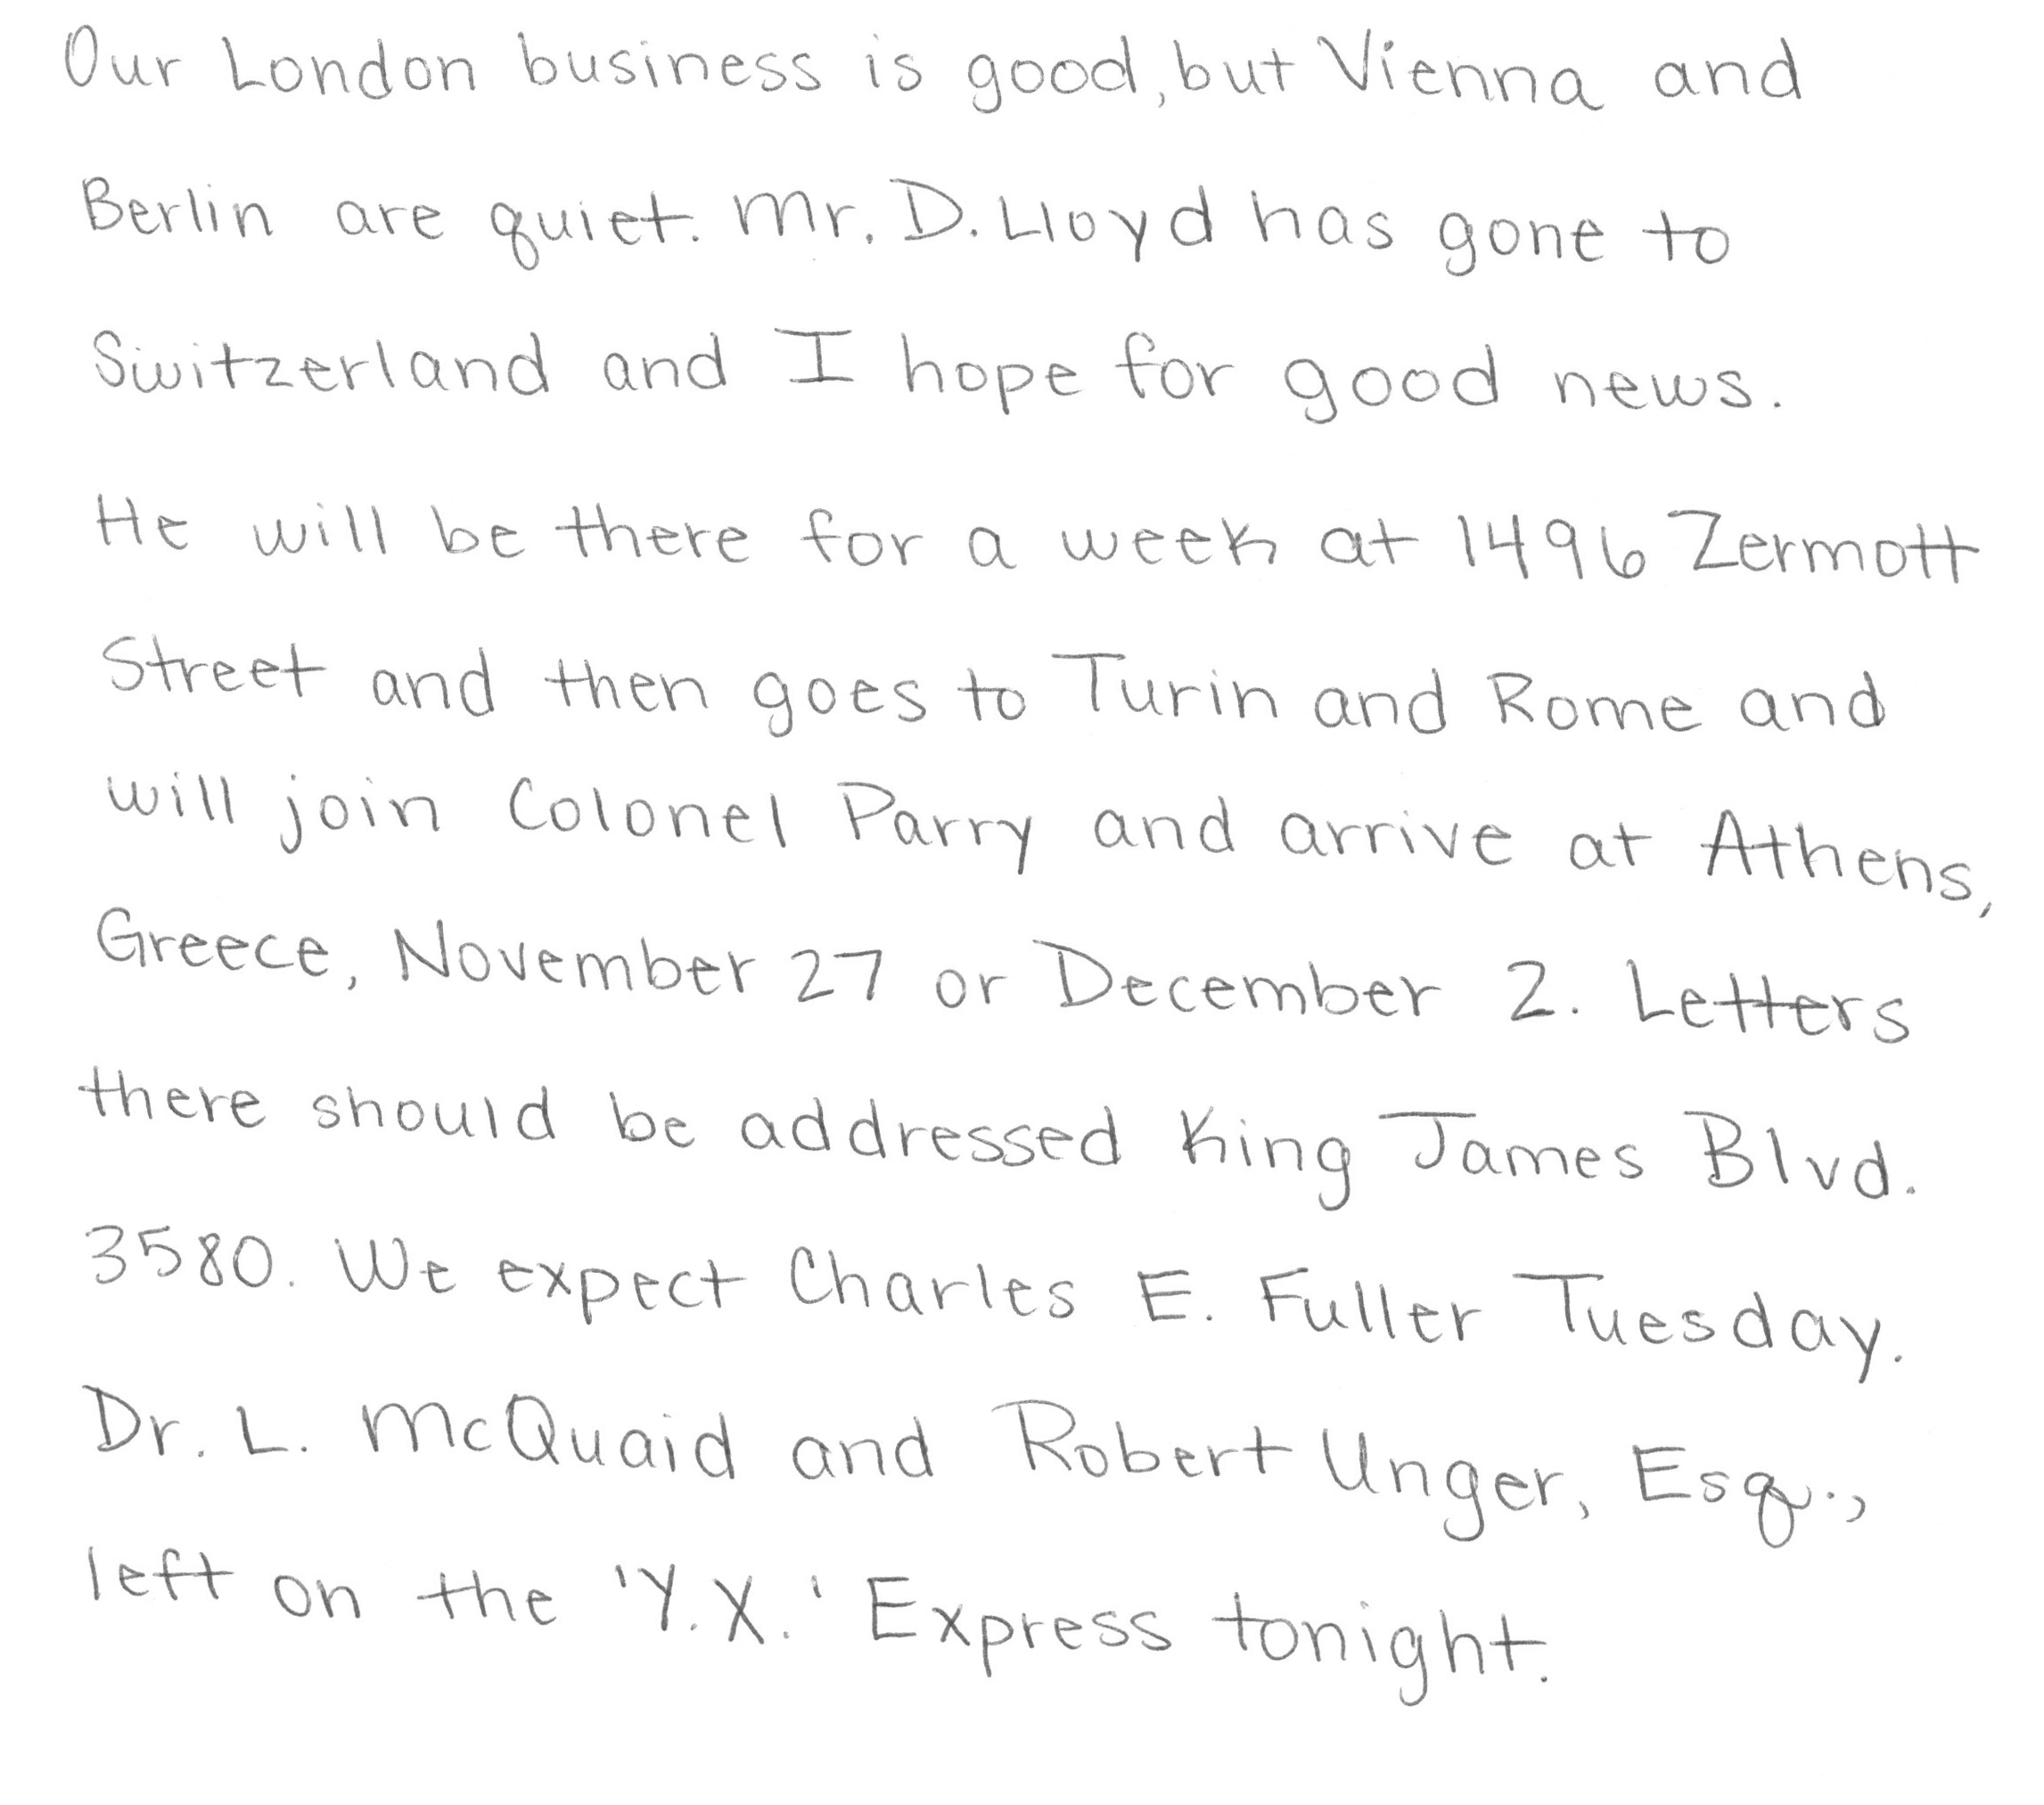 Our London business is good, but Vienna and
Berlin are quiet. Mr. D. Lloyd has gone to
Switzerland and I hope for good news.
He will be there for a week at 1496 Zermott
Street and then goes to Turin and Rome and
will join Colonel Parry and arrive at Athens,
Greece, November 27 or December 2. Letters
there should be addressed King James Blvd.
3580. We expect Charles E. Fuller Tuesday.
Dr. L. McQuaid and Robert Unger, Esq.,
left on the 'Y.X.' Express tonight.